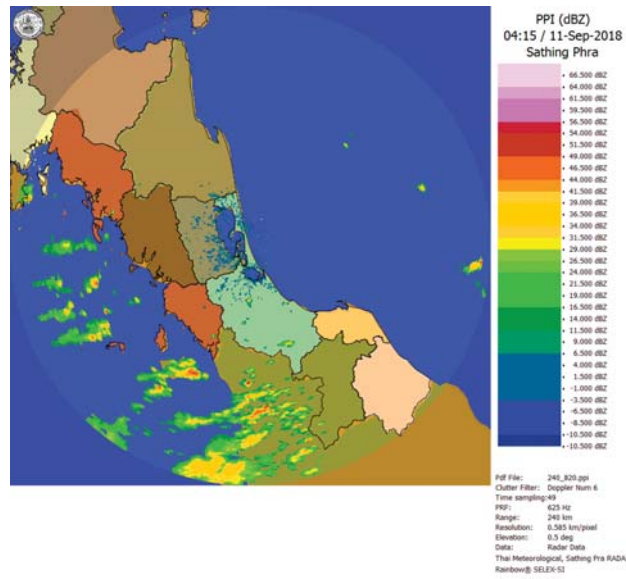 PPI (dBZ)
04:15 / 11-Sep-2018
Sathing Phra
66.500 dBZ
64.000 dBZ
61.500 dBZ
59.500 dBZ
56.500 dBZ
54.000 dBZ
51.500 dBZ
49.000 dBZ
46.500 dBZ
44.000 dBZ
41.500 dBZ
39.000 dBZ
36.500 dBZ
34.000 dBZ
31.500 dBZ
29.000 dBZ
26.500 dBZ
24.000 dBZ
21.500 dBZ
19.000 dBZ
16.500 dBZ
14.000 dBZ
11.500 dBZ
9.000 dBZ
6.500 dBZ
4.000 dBZ
1.500 dBZ
-1.000 dBZ
-3.500 dBZ
-6.500 dBZ
-8.500 dBZ
-10.500 dBZ
-10.500 dBZ
Pdf File: 240_820.ppi
Clutter Filter: Doppler Num 6
Time sampling:49
PRF: 625 Hz
Range: 240 km
Resolution: 0.585 km/pixel
Elevation: 0.5 deg
Data: Radar Data
Thai Meteorological, Sathing Pra RADA
Rainbow® SELEX-SI